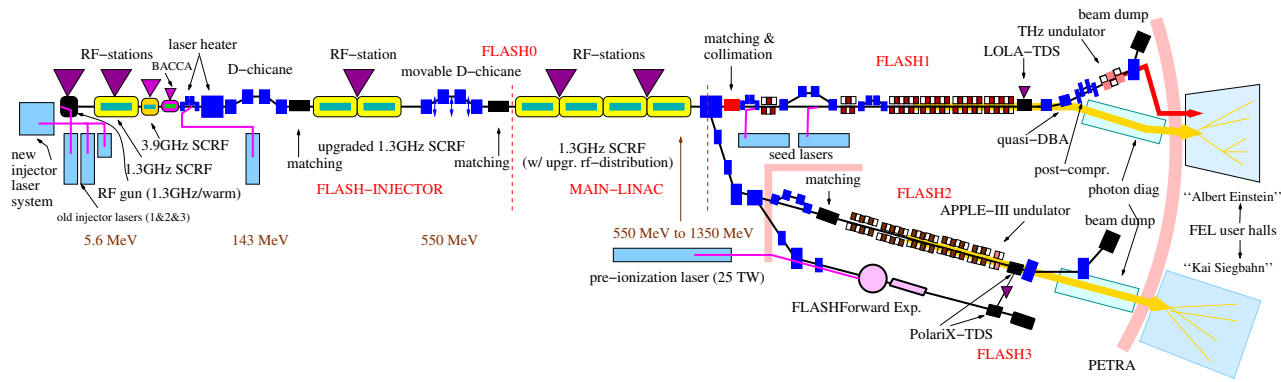 beam dump
THz undulator
LOLA−TDS
matching &
collimation
FLASH0
RF−stations
laser heater
BACCA
D−chicane
RF−station
movable D−chicane
RF−stations
FLASH1
new
injector
laser
system
3.9GHz SCRF
1.3GHz SCRF
RF gun (1.3GHz/warm)
old injector lasers (1&2&3)
matching
upgraded 1.3GHz SCRF
matching
1.3GHz SCRF
(w/ upgr. rf−distribution)
seed lasers
quasi−DBA
post−compr.
photon diag
FLASH−INJECTOR
MAIN−LINAC
matching
FLASH2
APPLE−III undulator
beam dump
‘‘Albert Einstein’’
FEL user halls
‘‘Kai Siegbahn’’
5.6 MeV
143 MeV
550 MeV
550 MeV to 1350 MeV
pre−ionization laser (25 TW)
FLASHForward Exp.
PolariX−TDS
FLASH3
PETRA